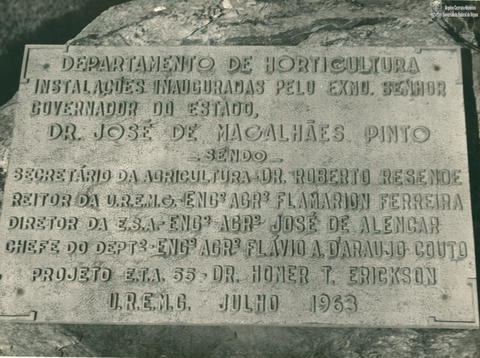 DEPARTAMENTO DE HORTICULTURA
INSTALAÇÕES INAUGURADAS PELO EXMO. SENHOR
GOVERNADOR DO ESTADO,
DR. JOSÉ DE MAGALHÃES PINTO
- SENDO -
SECRETÁRIO DA AGRICULTURA - DR. ROBERTO RESENDE
REITOR DA U.R.E.M.G. - ENGº AGRº FLAMARION FERREIRA
DIRETOR DA E.S.A. - ENGº AGRº JOSÉ DE ALENCAR
CHEFE DO DEPTº - ENGº AGRº FLÁVIO A. D'ARAUJO COUTO
PROJETO E.T.A. 55 - DR. HOMER T. ERICKSON
U.R.E.M.G. JULHO 1963